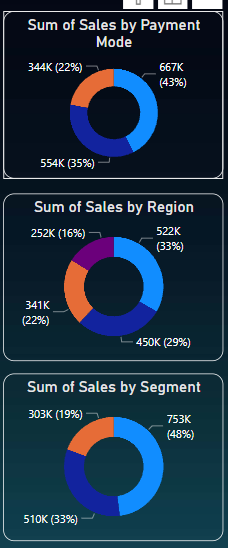 Sum of Sales by Payment
Mode
344K (22%)
667K
(43%)
554K (35%)
Sum of Sales by Region
252K (16%)
522K
(33%)
341K
(22%)
450K (29%)
Sum of Sales by Segment
303K (19%)
753K
(48%)
510K (33%)